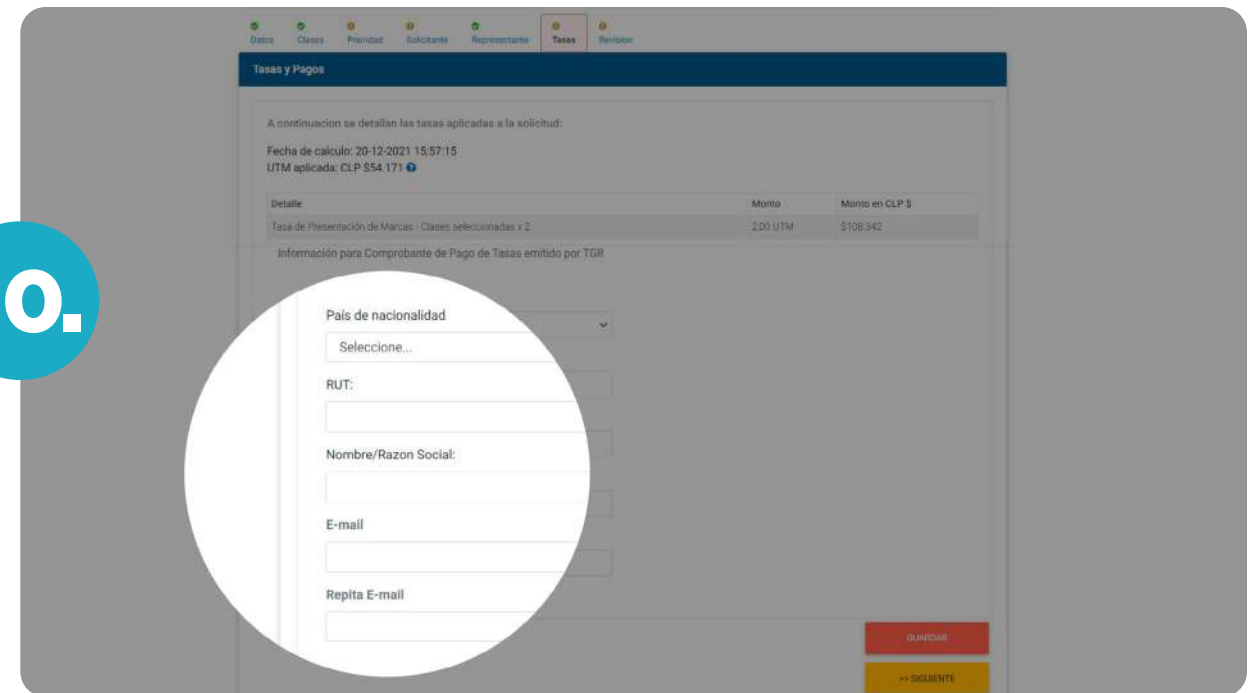 Datos Clases Prioridad Solicitante Representante Tasas Revisión
Tasas y Pagos
A continuacion se detallan las tasas aplicadas a la solicitud:
Fecha de calculo: 20-12-2021 15:57:15
UTM aplicada: CLP $54.171
Detalle Monto Monto en CLP $
Tasa de Presentación de Marcas - Clases seleccionadas x 2 2,00 UTM $108.342
Información para Comprobante de Pago de Tasas emitido por TGR
0.
País de nacionalidad
Seleccione...
RUT:
Nombre/Razon Social:
E-mail
Repita E-mail
GUARDAR
>> SIGUIENTE